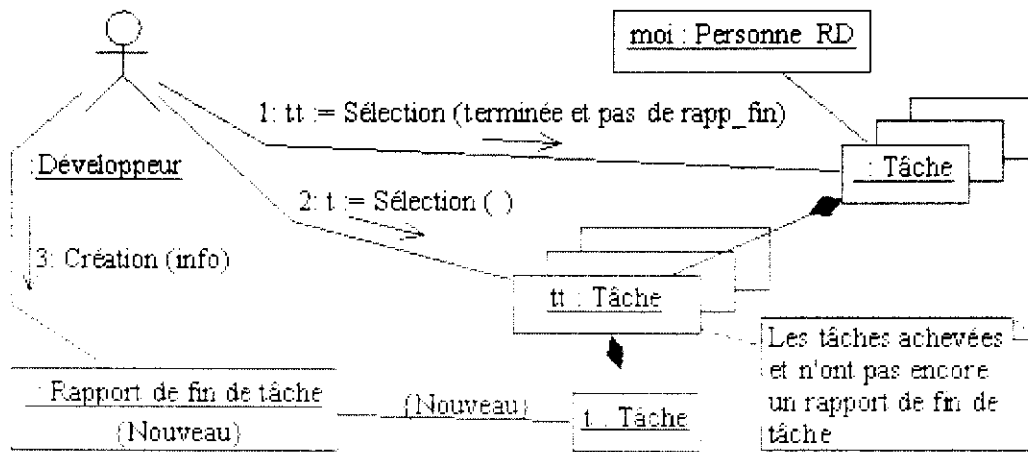 moi : Personne RD
1: tt := Sélection (terminée et pas de rapp_fin)
: Tâche
: Développeur
2: t := Sélection ( )
3: Création (info)
tt : Tâche
Les tâches achevées
et n'ont pas encore
un rapport de fin de
tâche
: Rapport de fin de tâche
{Nouveau}
{Nouveau}
t : Tâche